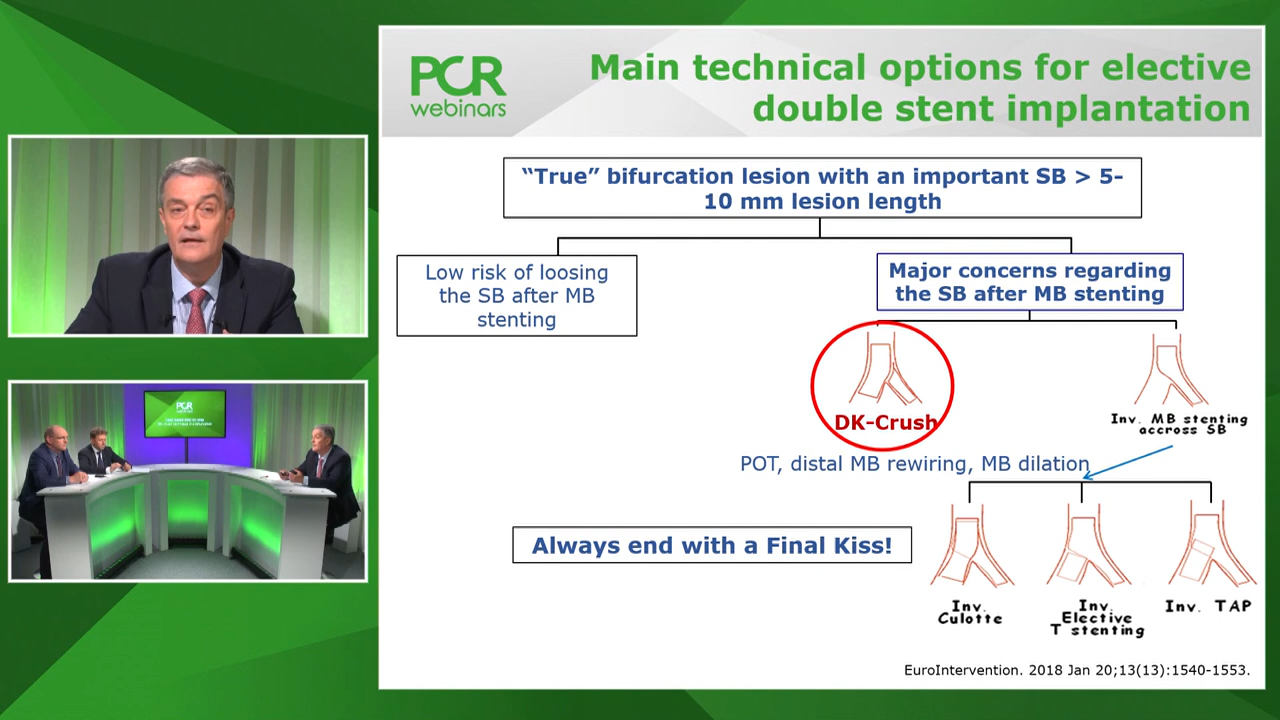 PCR
webinars
Main technical options for elective
double stent implantation
“True” bifurcation lesion with an important SB > 5-
10 mm lesion length
Low risk of loosing
the SB after MB
stenting
Major concerns regarding
the SB after MB stenting
DK-Crush
Inv. MB stenting
accross SB
POT, distal MB rewiring, MB dilation
Always end with a Final Kiss!
Inv.
Culotte
Inv.
Elective
T stenting
Inv. TAP
EuroIntervention. 2018 Jan 20;13(13):1540-1553.
PCR